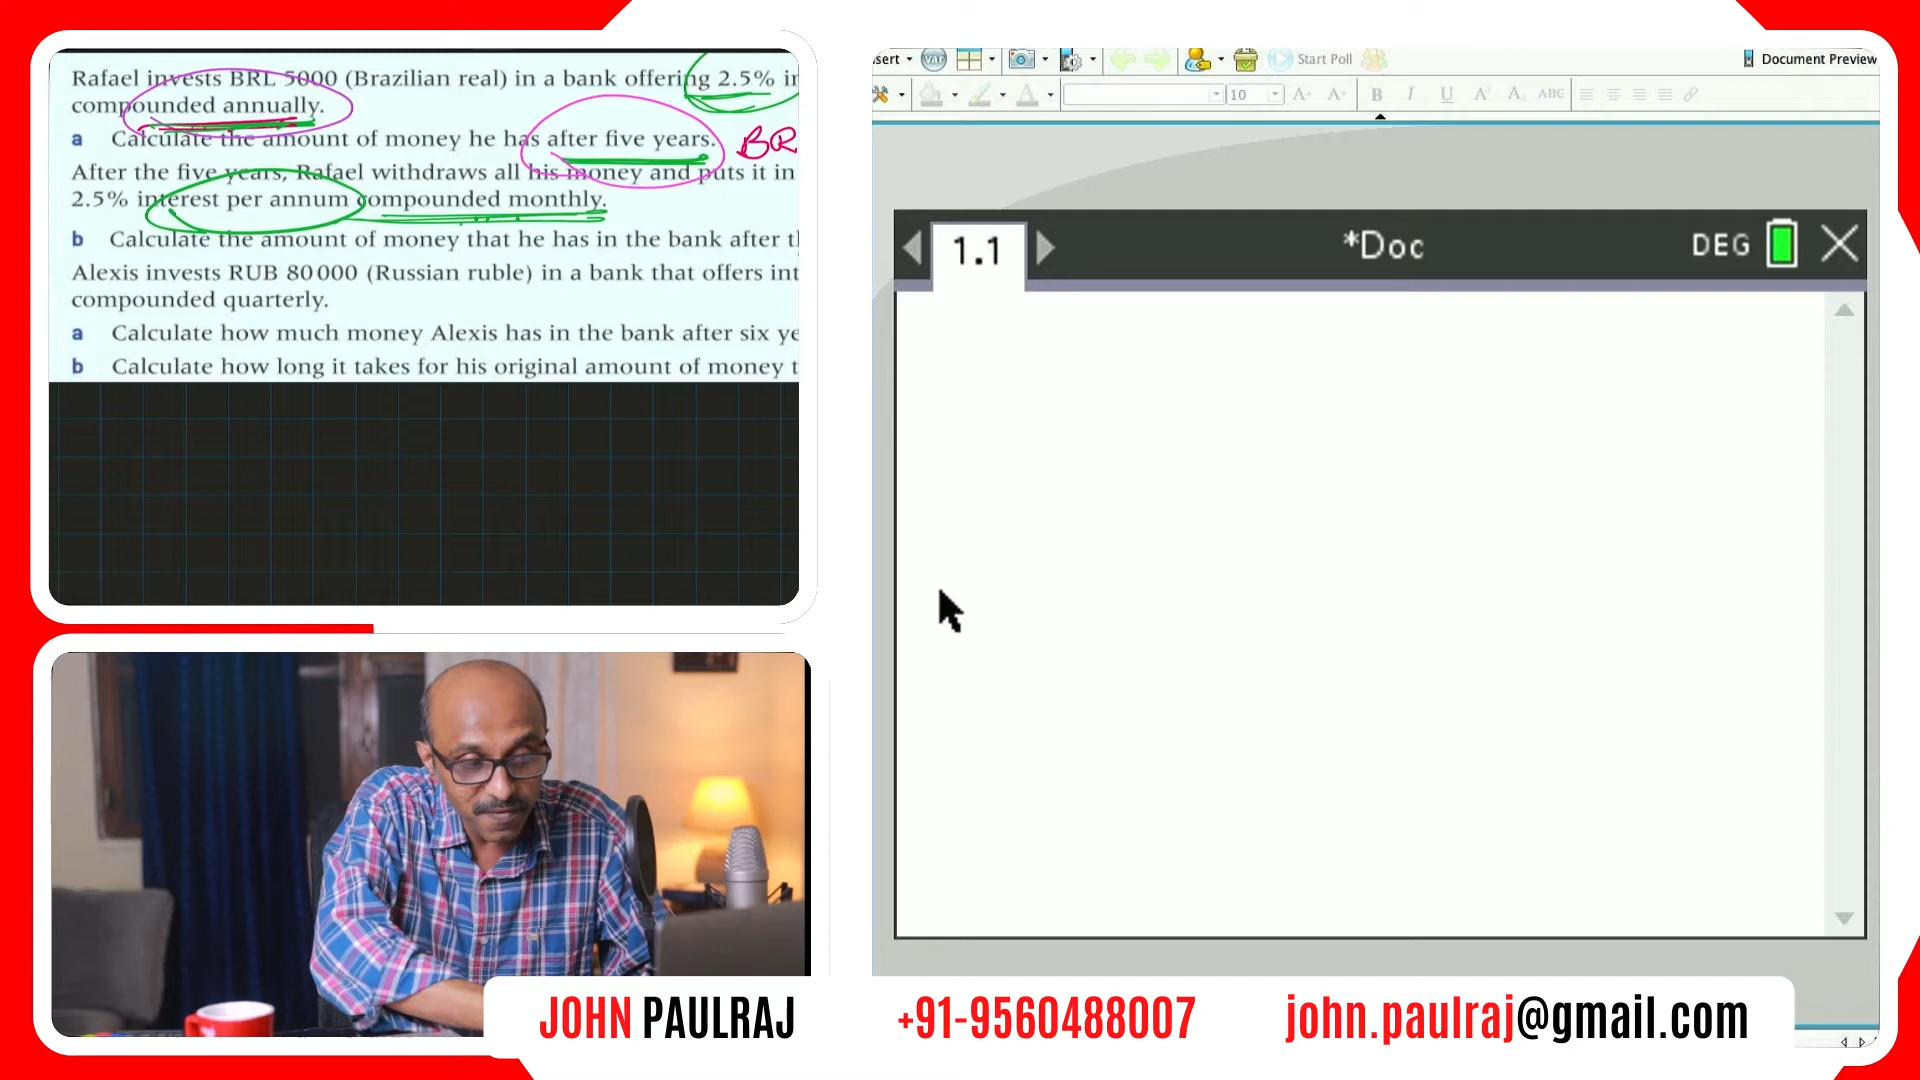 Rafael invests BRL 5000 (Brazilian real) in a bank offering 2.5%
compounded annually.
a Calculate the amount of money he has after five years. BR
After the five years, Rafael withdraws all his money and puts it in
2.5% interest per annum compounded monthly.
b Calculate the amount of money that he has in the bank after
Alexis invests RUB 80000 (Russian ruble) in a bank that offers
compounded quarterly.
a Calculate how much money Alexis has in the bank after six
b Calculate how long it takes for his original amount of money
sert
var
Start Poll
Document Preview
10
A
B I U
ABC
1.1
*Doc
DEG
JOHN PAULRAJ
+91-9560488007
john.paulraj@gmail.com